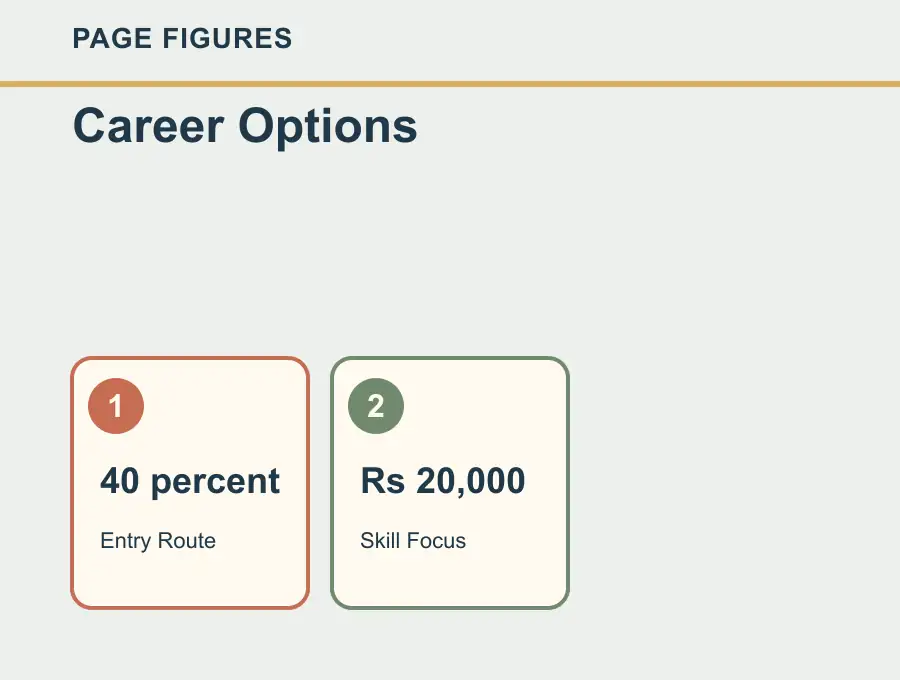 PAGE FIGURES
Career Options
1
40 percent
Entry Route
2
Rs 20,000
Skill Focus